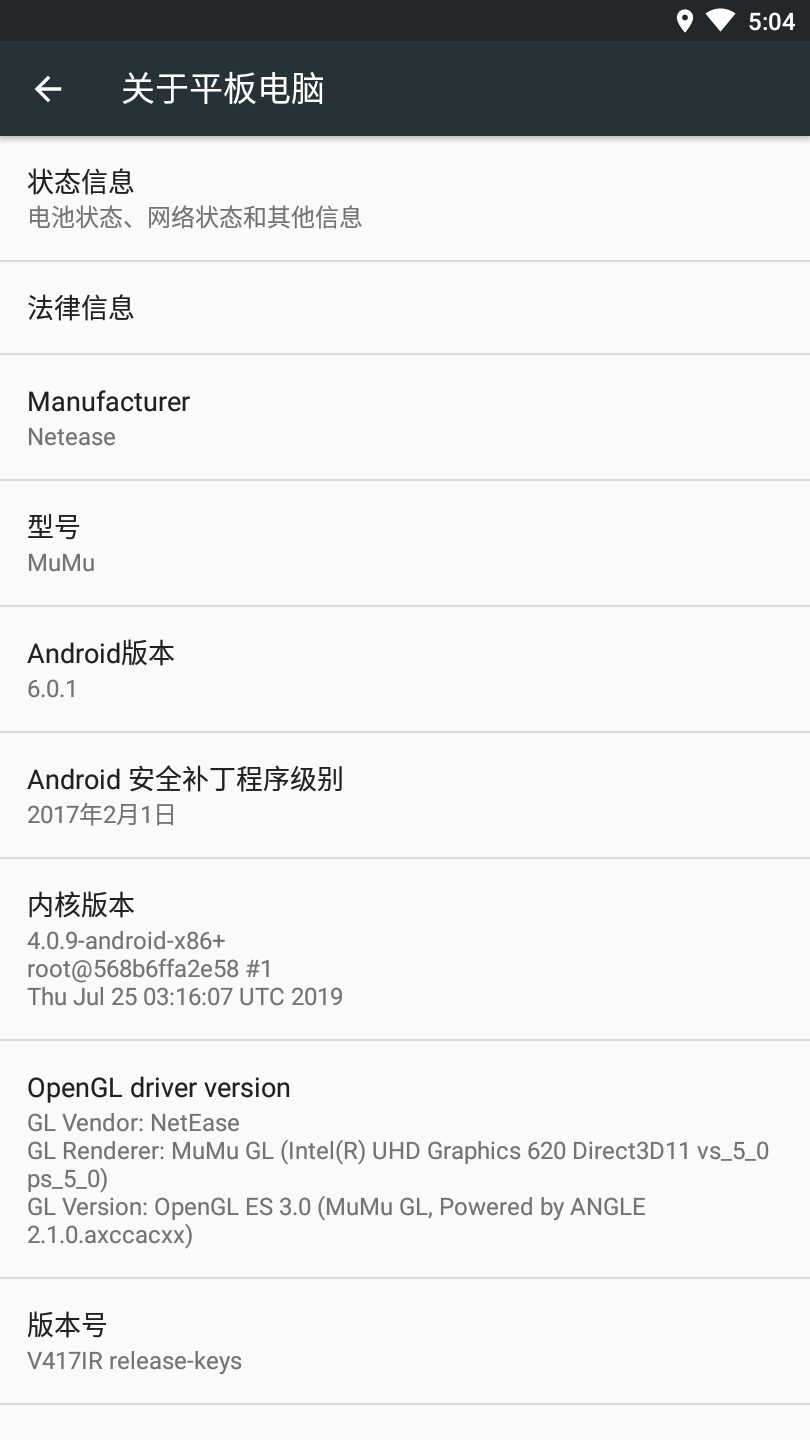 5:04
关于平板电脑
状态信息
电池状态、网络状态和其他信息
法律信息
Manufacturer
Netease
型号
MuMu
Android版本
6.0.1
Android 安全补丁程序级别
2017年2月1日
内核版本
4.0.9-android-x86+
root@568b6ffa2e58 #1
Thu Jul 25 03:16:07 UTC 2019
OpenGL driver version
GL Vendor: NetEase
GL Renderer: MuMu GL (Intel(R) UHD Graphics 620 Direct3D11 vs_5_0
ps_5_0)
GL Version: OpenGL ES 3.0 (MuMu GL, Powered by ANGLE
2.1.0.axccacxx)
版本号
V417IR release-keys